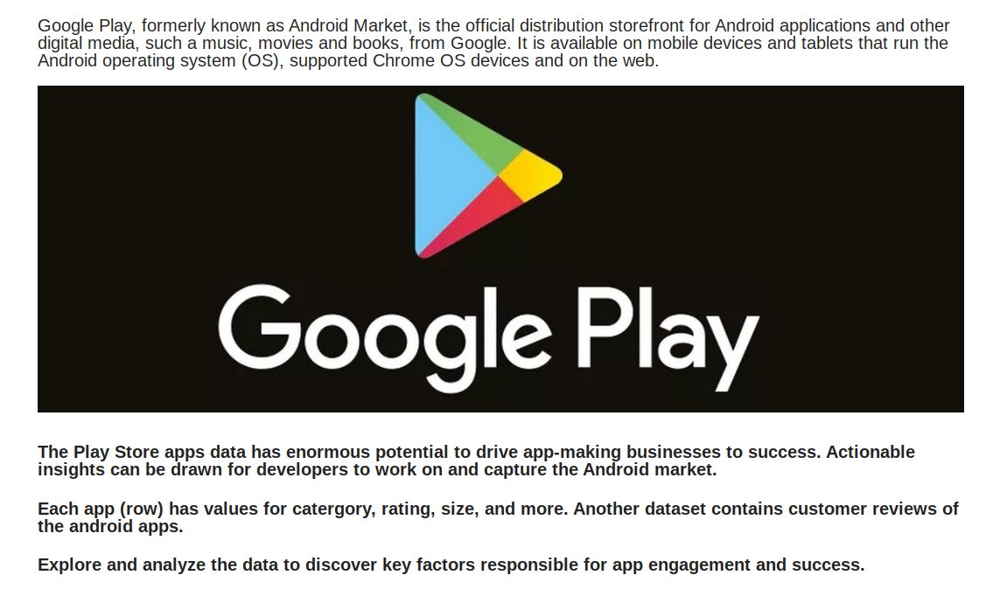 Google Play, formerly known as Android Market, is the official distribution storefront for Android applications and other
digital media, such a music, movies and books, from Google. It is available on mobile devices and tablets that run the
Android operating system (OS), supported Chrome OS devices and on the web.
Google Play
The Play Store apps data has enormous potential to drive app-making businesses to success. Actionable
insights can be drawn for developers to work on and capture the Android market.
Each app (row) has values for catergory, rating, size, and more. Another dataset contains customer reviews of
the android apps.
Explore and analyze the data to discover key factors responsible for app engagement and success.